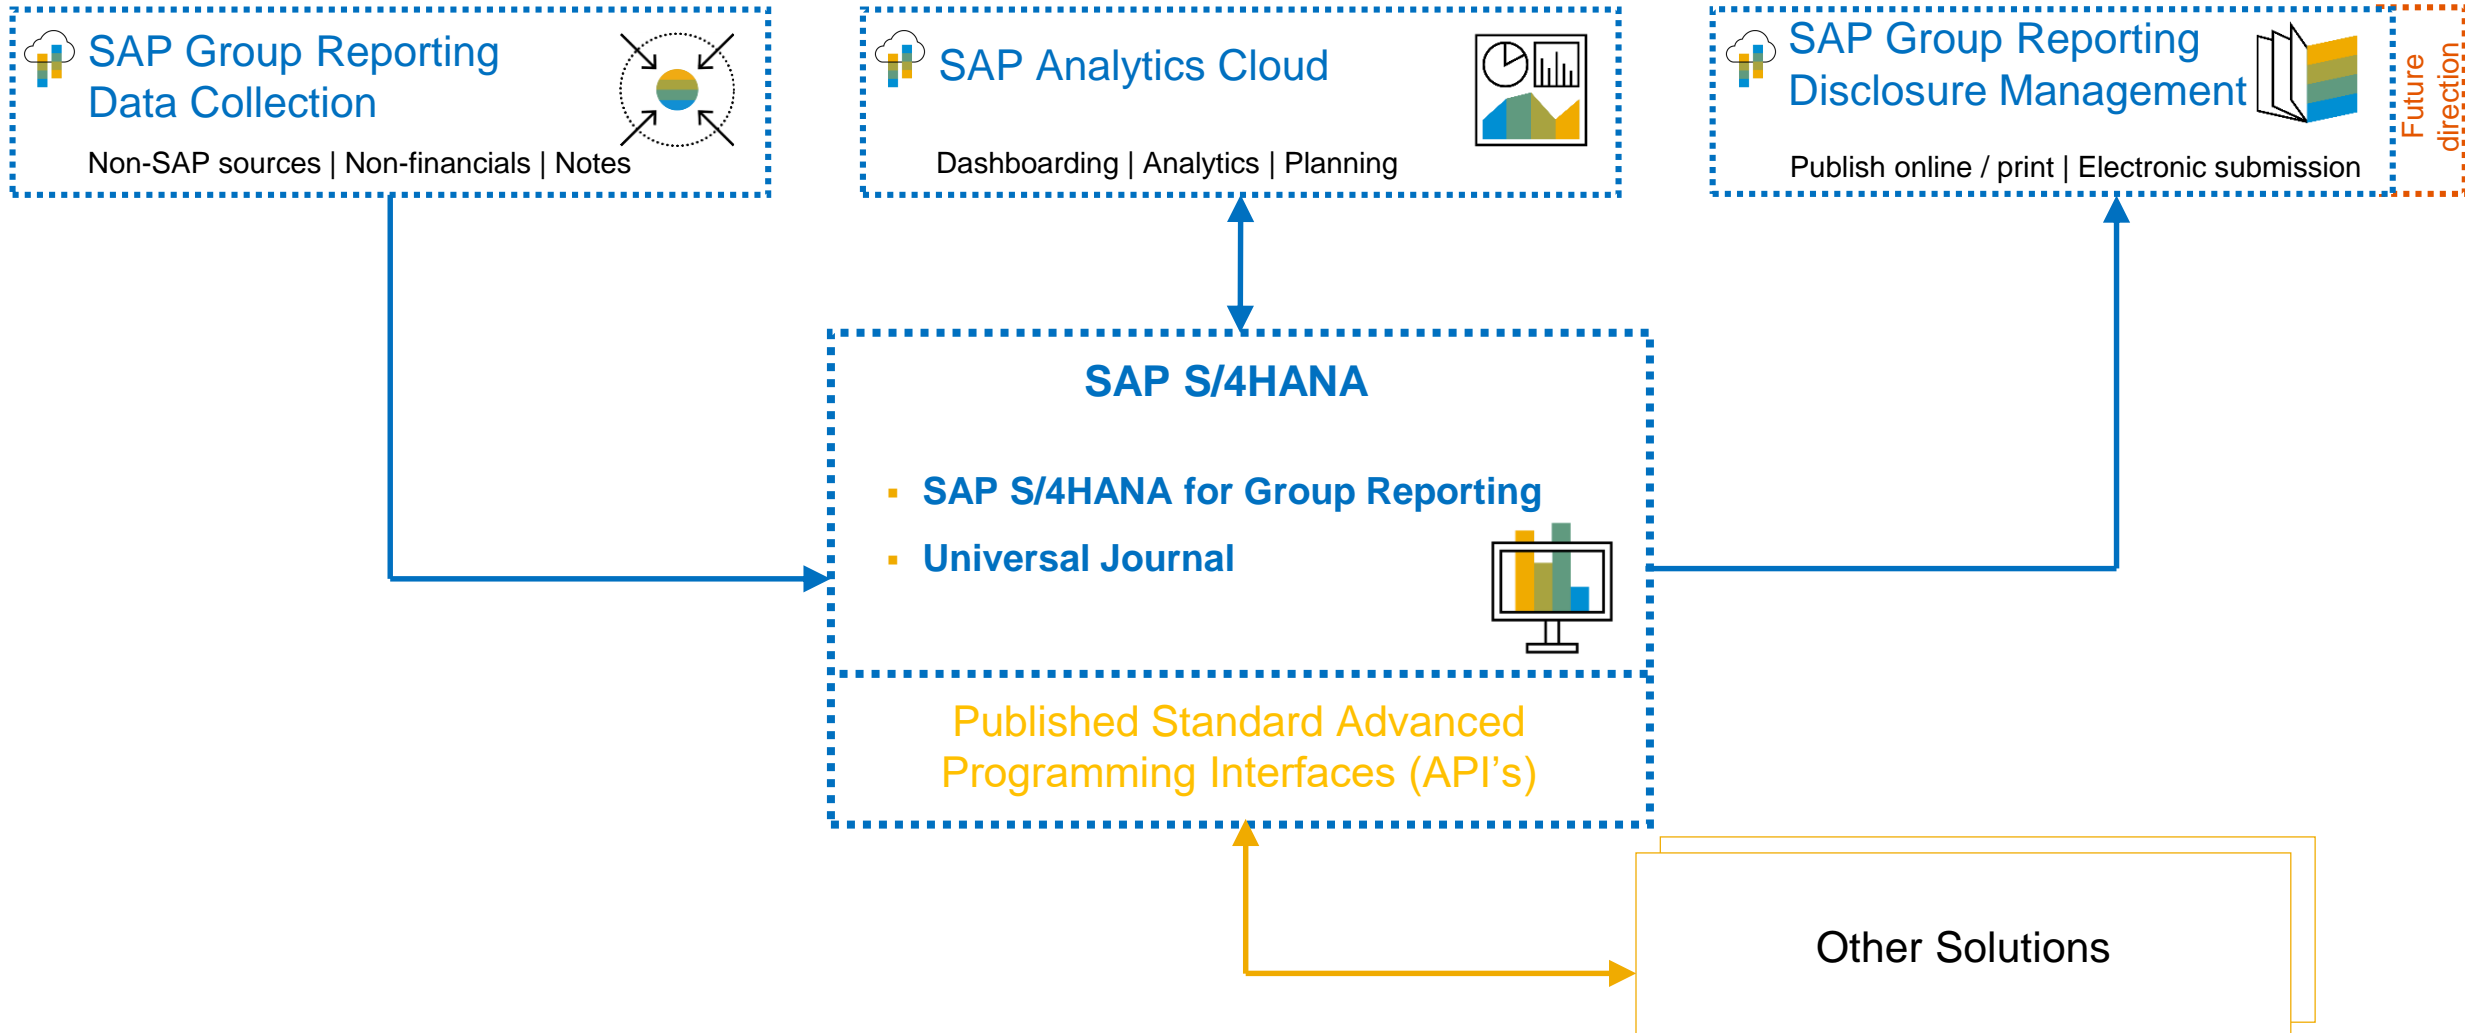 SAP Group Reporting
Data Collection
Non-SAP sources | Non-financials | Notes
SAP Analytics Cloud
Dashboarding | Analytics | Planning
SAP Group Reporting
Disclosure Management
Publish online / print | Electronic submission
Future
direction
SAP S/4HANA
▪ SAP S/4HANA for Group Reporting
▪ Universal Journal
Published Standard Advanced
Programming Interfaces (API’s)
Other Solutions